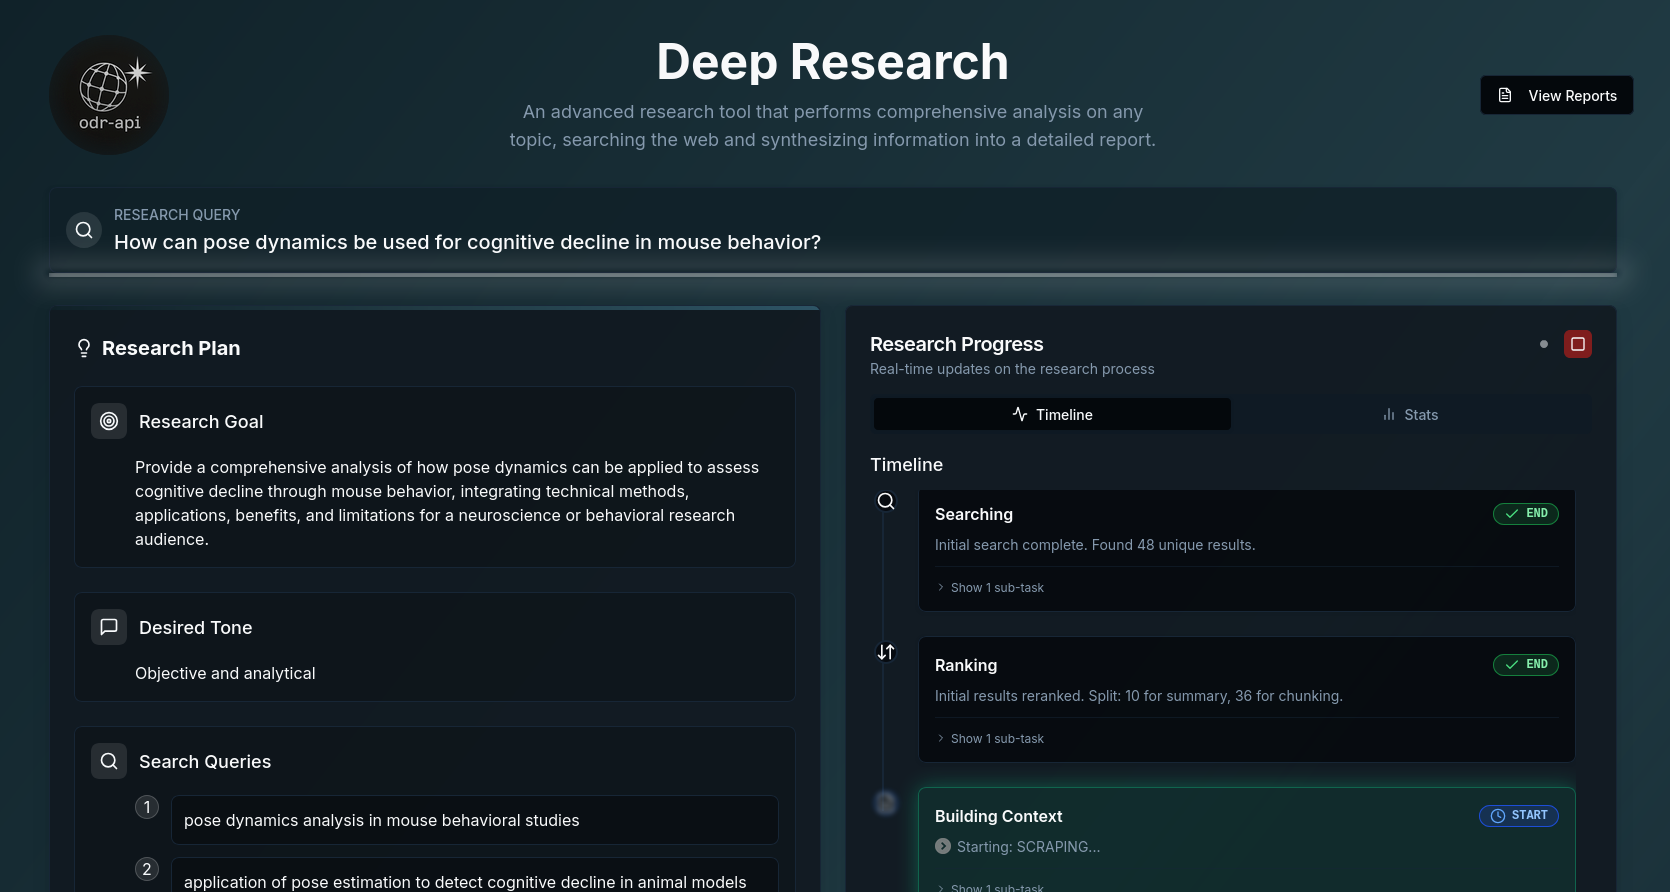 odr-api
Deep Research
An advanced research tool that performs comprehensive analysis on any
topic, searching the web and synthesizing information into a detailed report.
View Reports
RESEARCH QUERY
How can pose dynamics be used for cognitive decline in mouse behavior?
Research Plan
Research Goal
Provide a comprehensive analysis of how pose dynamics can be applied to assess
cognitive decline through mouse behavior, integrating technical methods,
applications, benefits, and limitations for a neuroscience or behavioral research
audience.
Desired Tone
Objective and analytical
Search Queries
1
pose dynamics analysis in mouse behavioral studies
2
application of pose estimation to detect cognitive decline in animal models
Research Progress
Real-time updates on the research process
Timeline
Stats
Timeline
Searching
END
Initial search complete. Found 48 unique results.
Show 1 sub-task
Ranking
END
Initial results reranked. Split: 10 for summary, 36 for chunking.
Show 1 sub-task
Building Context
START
Starting: SCRAPING...
Show 1 sub-task